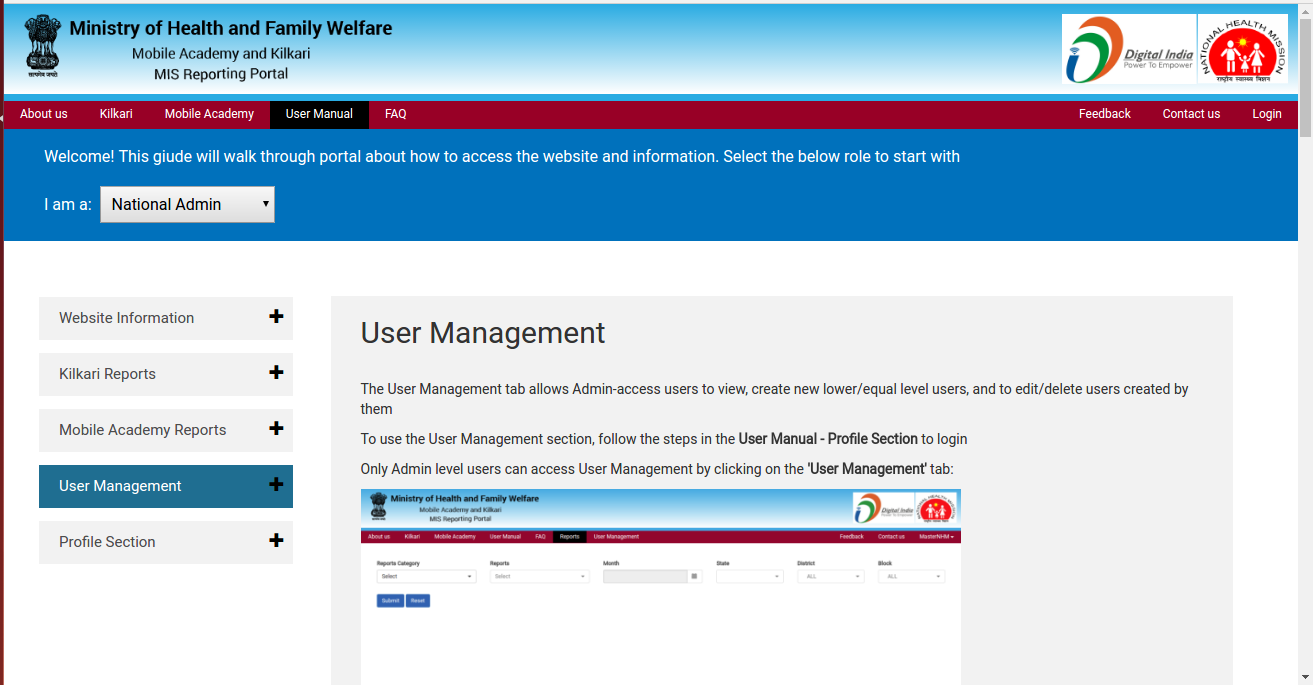 Ministry of Health and Family Welfare
Mobile Academy and Kilkari
MIS Reporting Portal
सत्यमेव जयते
Digital India
Power To Empower
NATIONAL HEALTH MISSION
राष्ट्रीय स्वास्थ्य मिशन
About us Kilkari Mobile Academy User Manual FAQ Feedback Contact us Login
Welcome! This giude will walk through portal about how to access the website and information. Select the below role to start with
I am a: National Admin
Website Information
Kilkari Reports
Mobile Academy Reports
User Management
Profile Section
User Management
The User Management tab allows Admin-access users to view, create new lower/equal level users, and to edit/delete users created by
them
To use the User Management section, follow the steps in the User Manual - Profile Section to login
Only Admin level users can access User Management by clicking on the 'User Management' tab:
Ministry of Health and Family Welfare
Mobile Academy and Kilkari
MIS Reporting Portal
Digital India
About us Kilkari Mobile Academy User Manual FAQ Reports User Management Feedback Contact us MasterNHM
Reports Category Reports Month State District Block
Select Select ALL ALL
Submit Reset